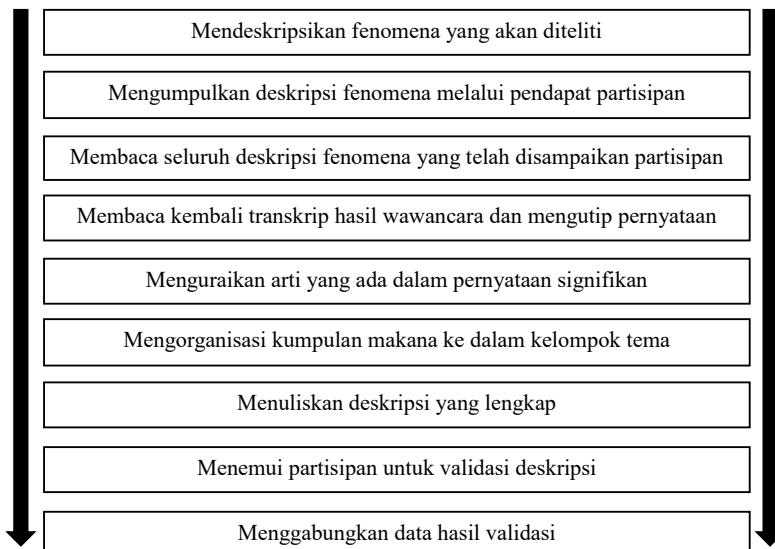 Mendeskripsikan fenomena yang akan diteliti
Mengumpulkan deskripsi fenomena melalui pendapat partisipan
Membaca seluruh deskripsi fenomena yang telah disampaikan partisipan
Membaca kembali transkrip hasil wawancara dan mengutip pernyataan
Menguraikan arti yang ada dalam pernyataan signifikan
Mengorganisasi kumpulan makana ke dalam kelompok tema
Menuliskan deskripsi yang lengkap
Menemui partisipan untuk validasi deskripsi
Menggabungkan data hasil validasi